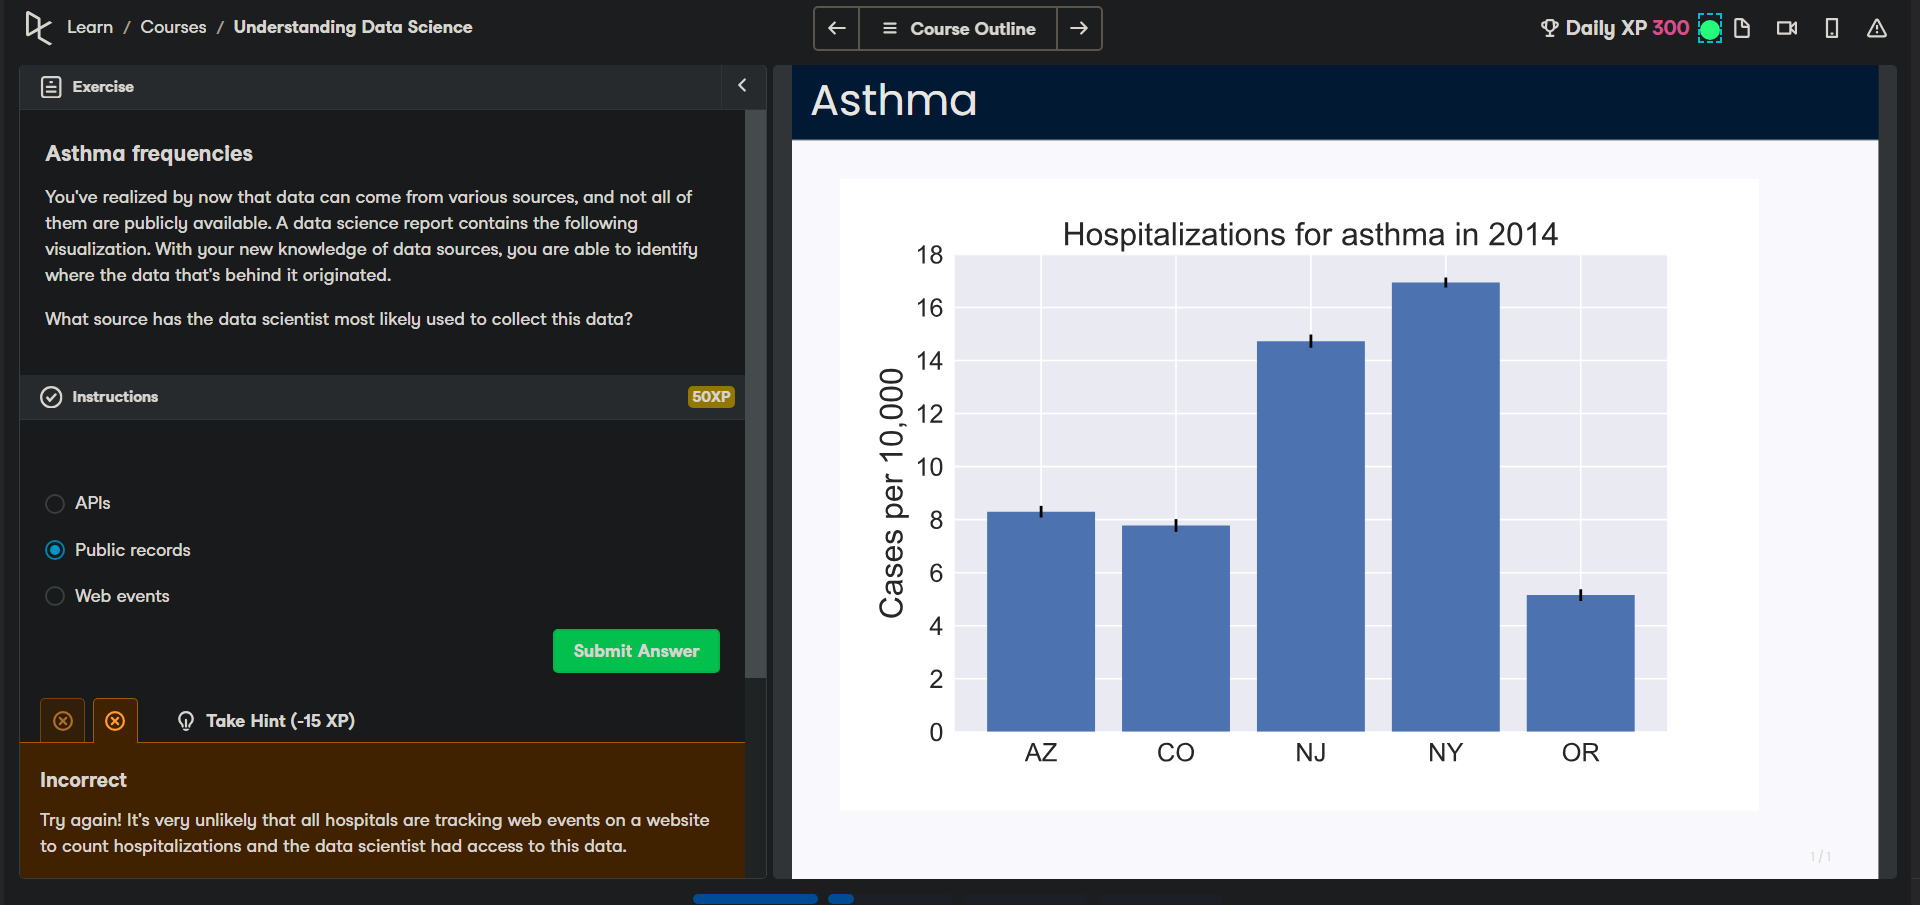 Learn / Courses / Understanding Data Science
Course Outline
Daily XP 300
Exercise
Asthma frequencies
You've realized by now that data can come from various sources, and not all of
them are publicly available. A data science report contains the following
visualization. With your new knowledge of data sources, you are able to identify
where the data that's behind it originated.
What source has the data scientist most likely used to collect this data?
Instructions
50XP
APIs
Public records
Web events
Submit Answer
Take Hint (-15 XP)
Incorrect
Try again! It's very unlikely that all hospitals are tracking web events on a website
to count hospitalizations and the data scientist had access to this data.
Asthma
Hospitalizations for asthma in 2014
Cases per 10,000
18
16
14
12
10
8
6
4
2
0
AZ CO NJ NY OR
1 / 1